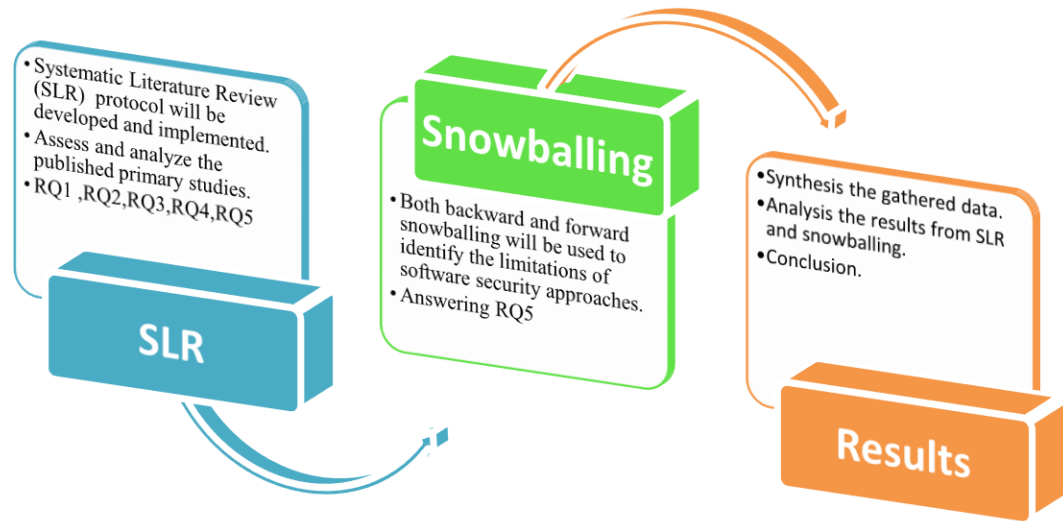 •Systematic Literature Review
(SLR) protocol will be
developed and implemented.
•Assess and analyze the
published primary studies.
•RQ1 ,RQ2,RQ3,RQ4,RQ5
SLR
Snowballing
•Both backward and forward
snowballing will be used to
identify the limitations of
software security approaches.
•Answering RQ5
•Synthesis the gathered data.
•Analysis the results from SLR
and snowballing.
•Conclusion.
Results